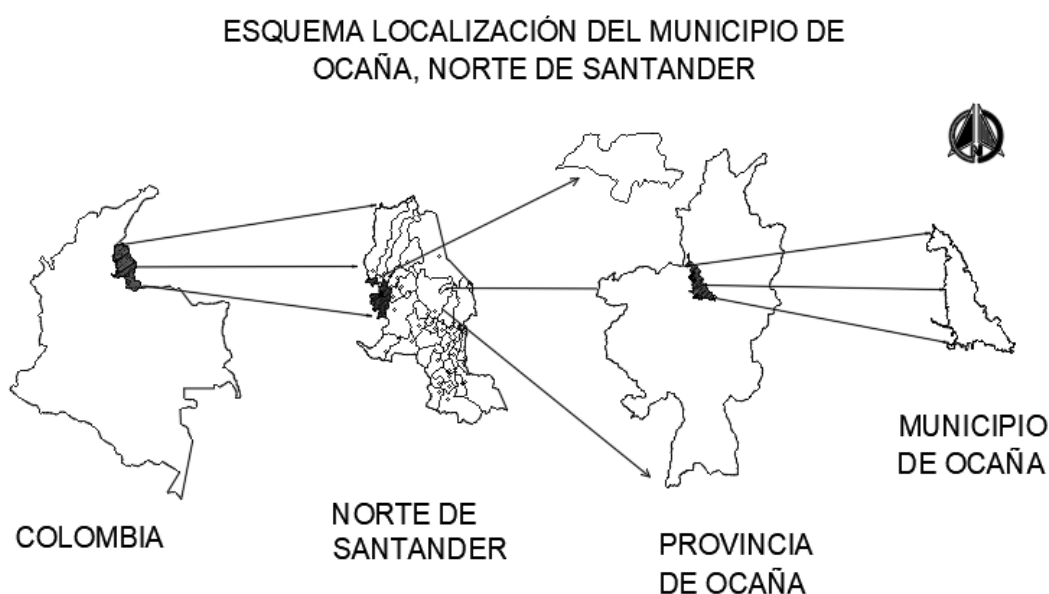 ESQUEMA LOCALIZACIÓN DEL MUNICIPIO DE
OCAÑA, NORTE DE SANTANDER
N
COLOMBIA
NORTE DE
SANTANDER
PROVINCIA
DE OCAÑA
MUNICIPIO
DE OCAÑA